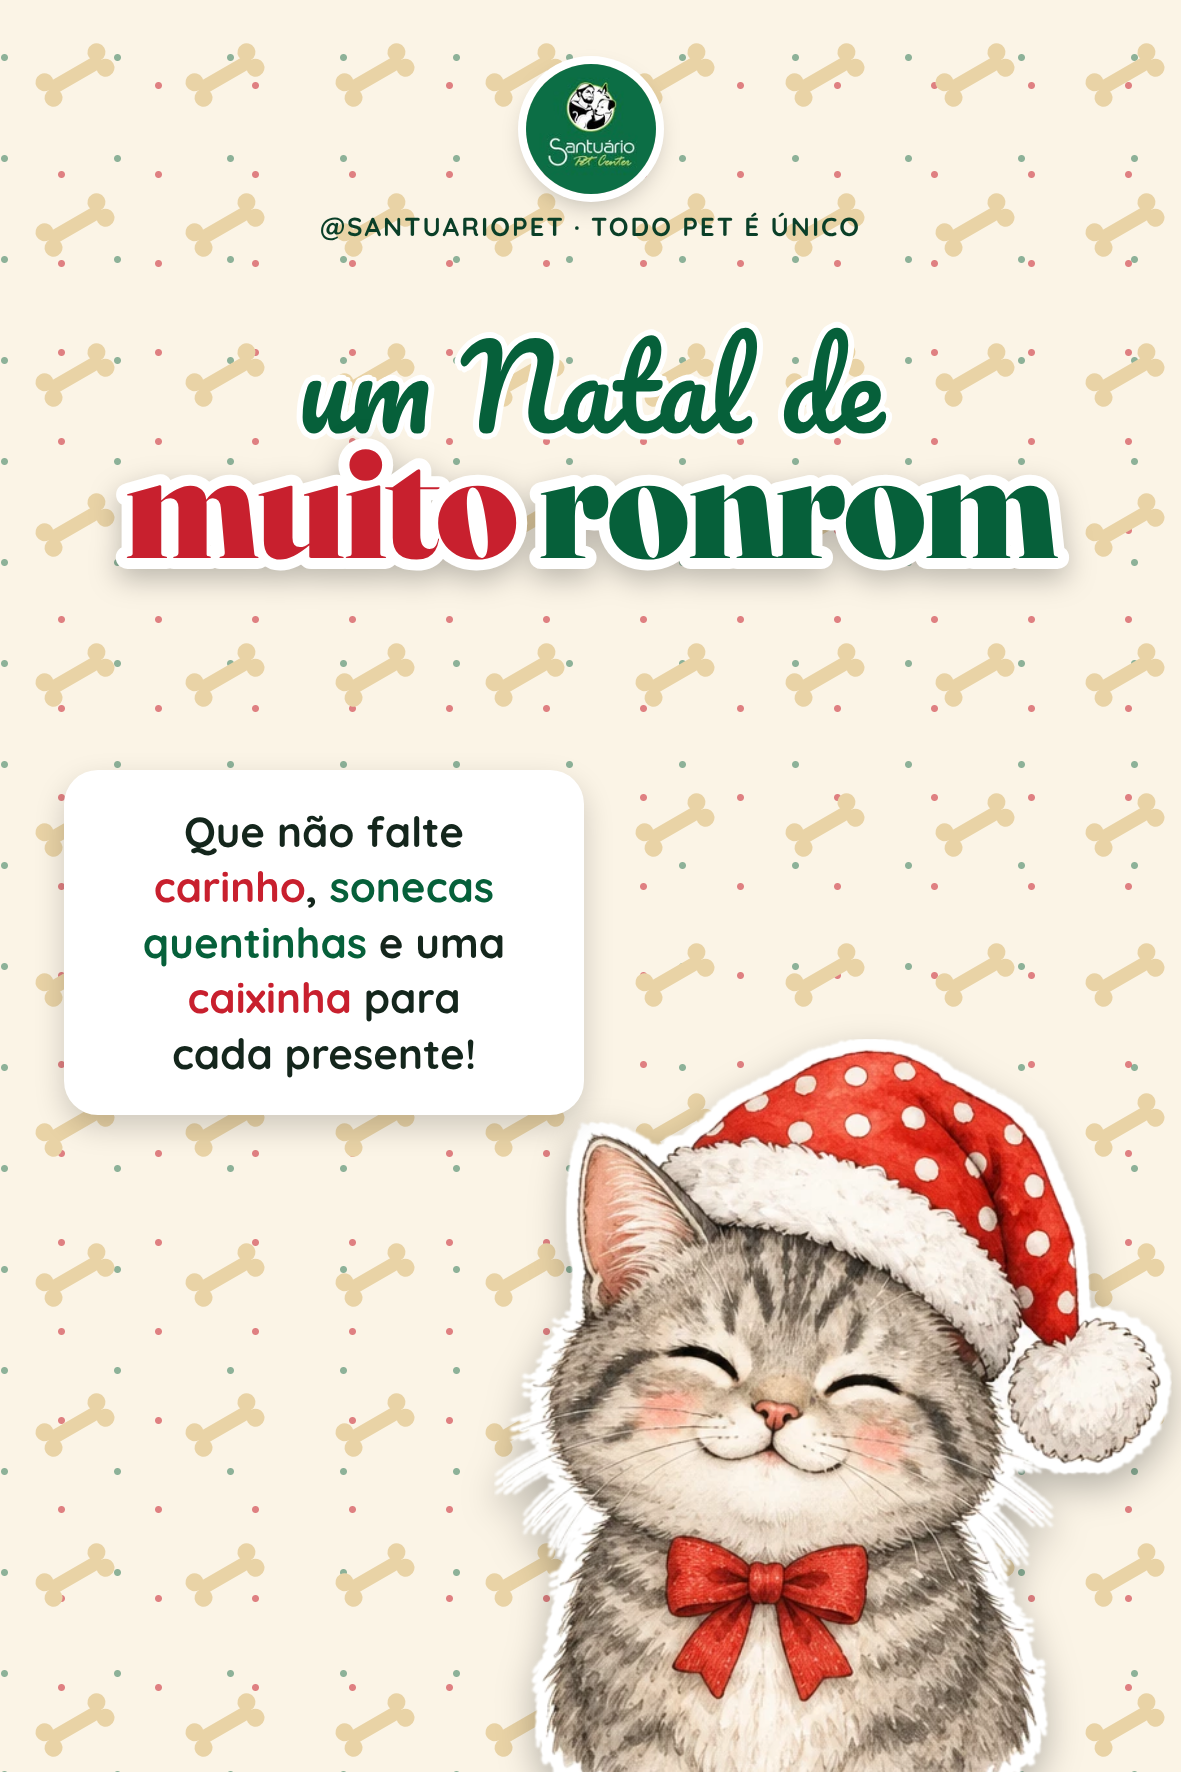 Santuário
Pet Center
@SANTUARIOPET · TODO PET É ÚNICO
um Natal de
muito ronrom
Que não falte
carinho, sonecas
quentinhas e uma
caixinha para
cada presente!